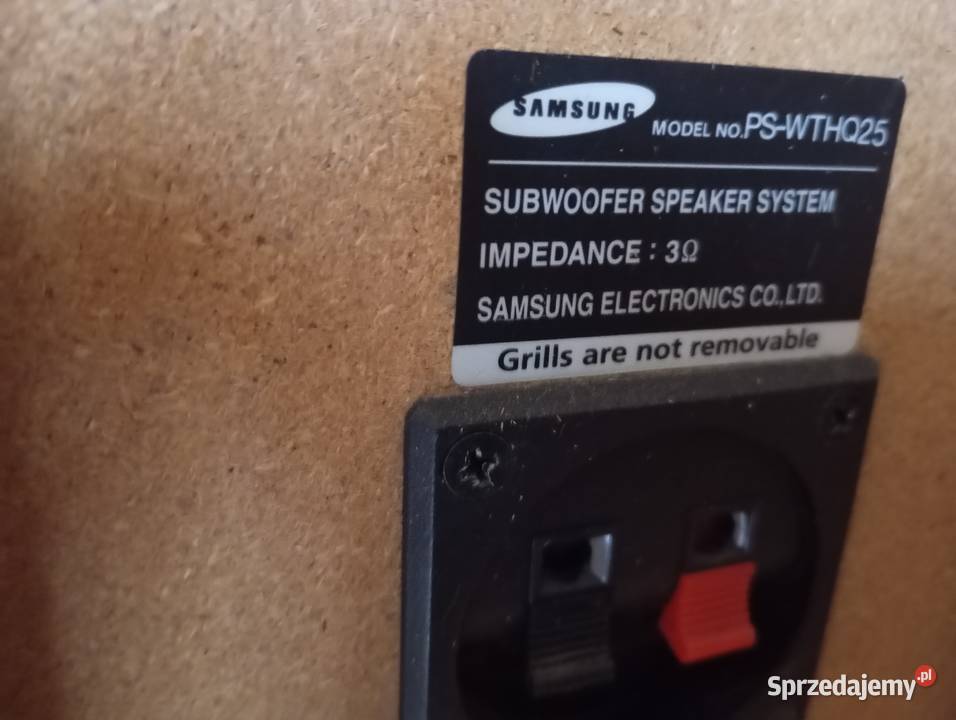 SAMSUNG MODEL NO. PS-WTHQ25
SUBWOOFER SPEAKER SYSTEM
IMPEDANCE : 3Ω
SAMSUNG ELECTRONICS CO.,LTD.
Grills are not removable
Sprzedajemy.pl